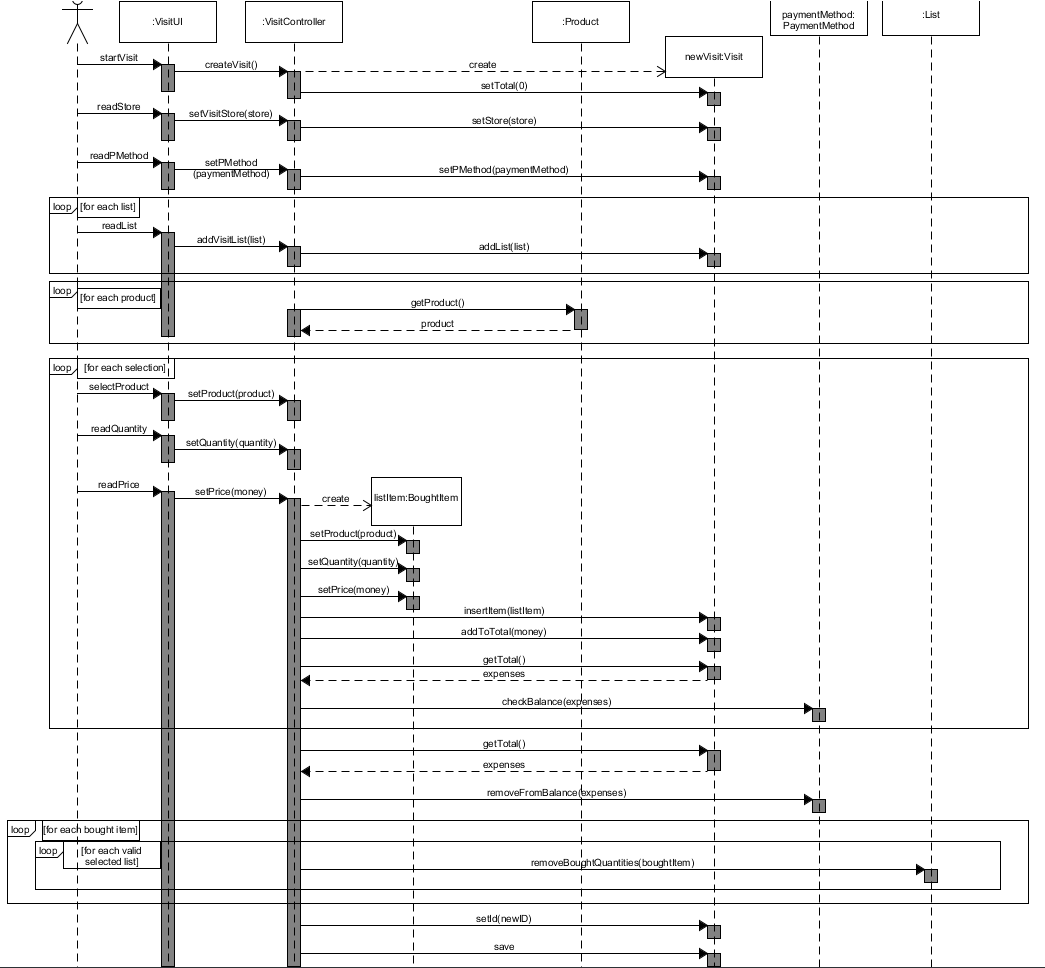 :VisitUI
:VisitController
:Product
paymentMethod:
PaymentMethod
:List
newVisit:Visit
startVisit
createVisit()
create
setTotal(0)
readStore
setVisitStore(store)
setStore(store)
readPMethod
setPMethod
(paymentMethod)
setPMethod(paymentMethod)
loop
[for each list]
readList
addVisitList(list)
addList(list)
loop
[for each product]
getProduct()
product
loop
[for each selection]
selectProduct
setProduct(product)
readQuantity
setQuantity(quantity)
readPrice
setPrice(money)
create
listItem:BoughtItem
setProduct(product)
setQuantity(quantity)
setPrice(money)
insertItem(listItem)
addToTotal(money)
getTotal()
expenses
checkBalance(expenses)
getTotal()
expenses
removeFromBalance(expenses)
loop
[for each bought item]
loop
[for each valid
selected list]
removeBoughtQuantities(boughtItem)
setId(newID)
save